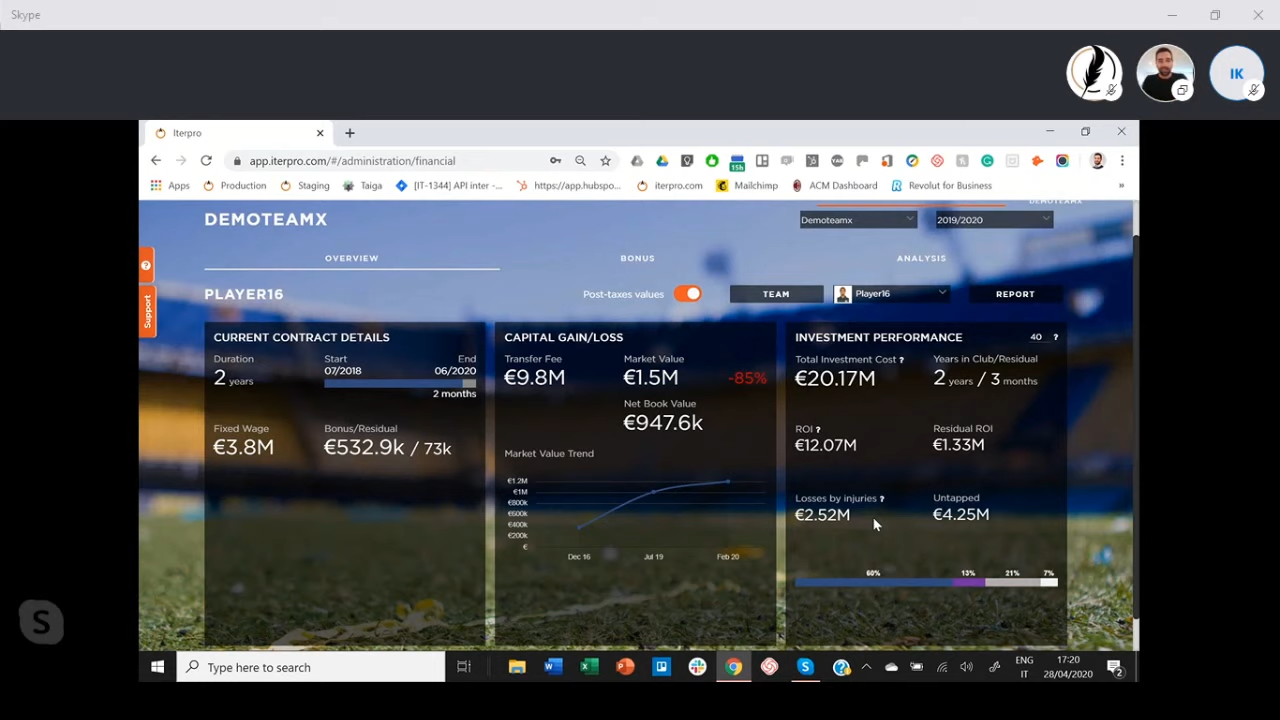 Skype
IK
Iterpro
app.iterpro.com/#/administration/financial
15h
Apps Production Staging Taiga [IT-1344] API inter -... https://app.hubspo... iterpro.com Mailchimp ACM Dashboard Revolut for Business »
DEMOTEAMX
DEMOTEAMX
Demoteamx 2019/2020
OVERVIEW BONUS ANALYSIS
PLAYER16
Post-taxes values TEAM Player16 REPORT
? Support
CURRENT CONTRACT DETAILS
Duration Start End
2 years 07/2018 06/2020
2 months
Fixed Wage Bonus/Residual
€3.8M €532.9k / 73k
CAPITAL GAIN/LOSS
Transfer Fee Market Value
€9.8M €1.5M -85%
Net Book Value
€947.6k
Market Value Trend
€1.2M
€1M
€800k
€600k
€400k
€200k
€
Dec 16 Jul 19 Feb 20
INVESTMENT PERFORMANCE 40 ?
Total Investment Cost ? Years in Club/Residual
€20.17M 2 years / 3 months
ROI ? Residual ROI
€12.07M €1.33M
Losses by injuries ? Untapped
€2.52M €4.25M
60% 13% 21% 7%
S
Type here to search
ENG 17:20
IT 28/04/2020 2